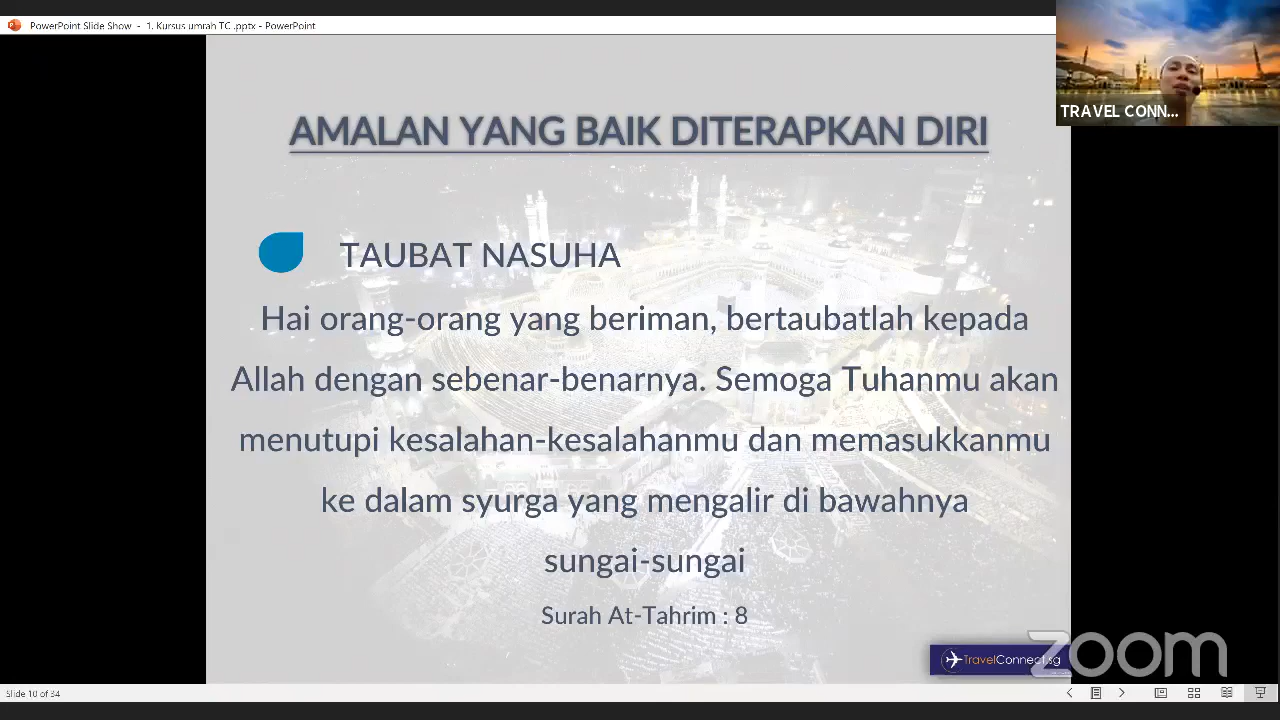 PowerPoint Slide Show - 1. Kursus umrah TC .pptx - PowerPoint
TRAVEL CONN...
AMALAN YANG BAIK DITERAPKAN DIRI
TAUBAT NASUHA
Hai orang-orang yang beriman, bertaubatlah kepada
Allah dengan sebenar-benarnya. Semoga Tuhanmu akan
menutupi kesalahan-kesalahanmu dan memasukkanmu
ke dalam syurga yang mengalir di bawahnya
sungai-sungai
Surah At-Tahrim : 8
TravelConnect.sg
zoom
Slide 10 of 34